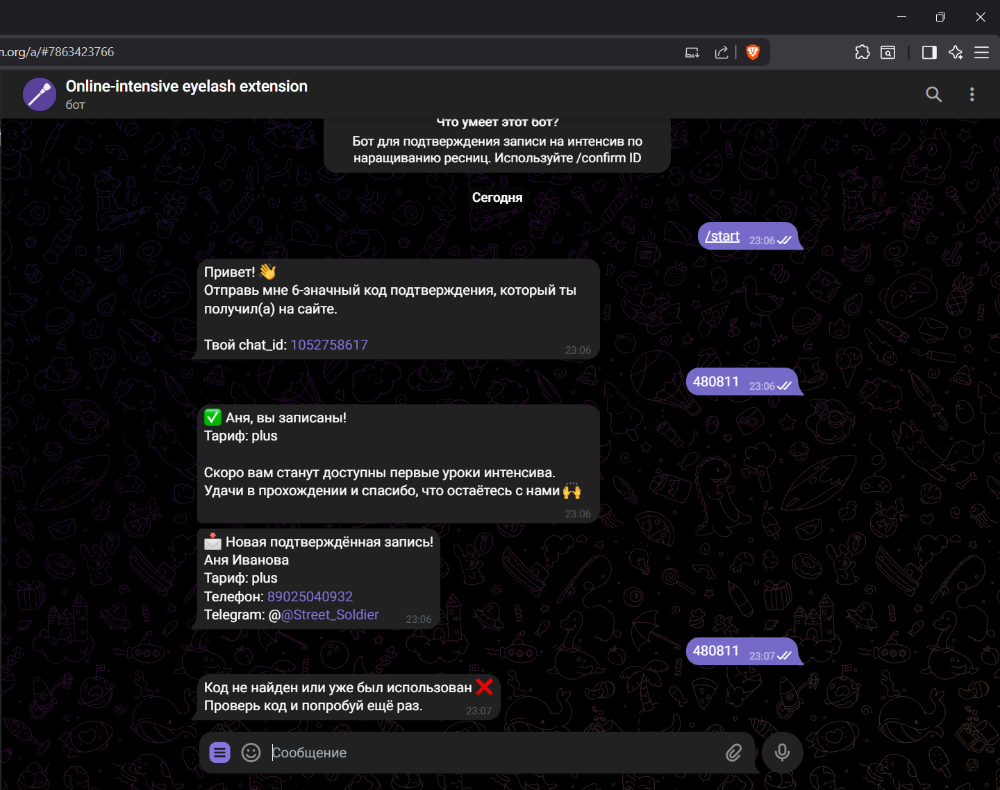 m.org/a/#7863423766
Online-intensive eyelash extension
бот
Что умеет этот бот?
Бот для подтверждения записи на интенсив по
наращиванию ресниц. Используйте /confirm ID
Сегодня
/start 23:06
Привет! 👋
Отправь мне 6-значный код подтверждения, который ты
получил(а) на сайте.
Твой chat_id: 1052758617
23:06
480811 23:06
✅ Аня, вы записаны!
Тариф: plus
Скоро вам станут доступны первые уроки интенсива.
Удачи в прохождении и спасибо, что остаётесь с нами 🙌
23:06
📩 Новая подтверждённая запись!
Аня Иванова
Тариф: plus
Телефон: 89025040932
Telegram: @@Street_Soldier 23:06
480811 23:07
Код не найден или уже был использован ❌
Проверь код и попробуй ещё раз. 23:07
Сообщение